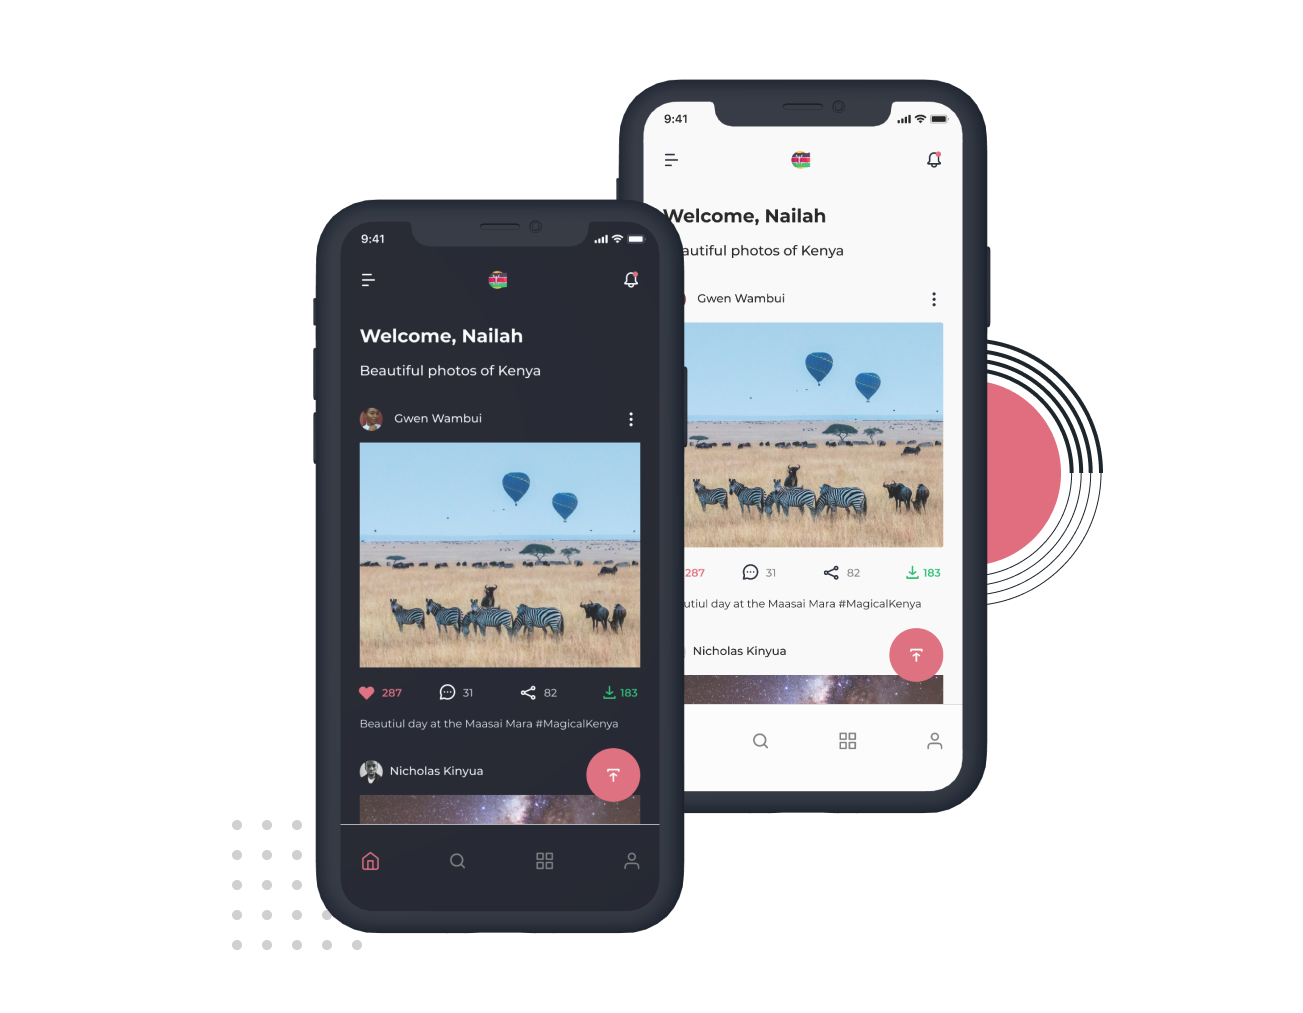 9:41
Welcome, Nailah
Beautiful photos of Kenya
Gwen Wambui
287 31 82 183
Beautiul day at the Maasai Mara #MagicalKenya
Nicholas Kinyua
9:41
Welcome, Nailah
autiful photos of Kenya
Gwen Wambui
287 31 82 183
utiul day at the Maasai Mara #MagicalKenya
Nicholas Kinyua